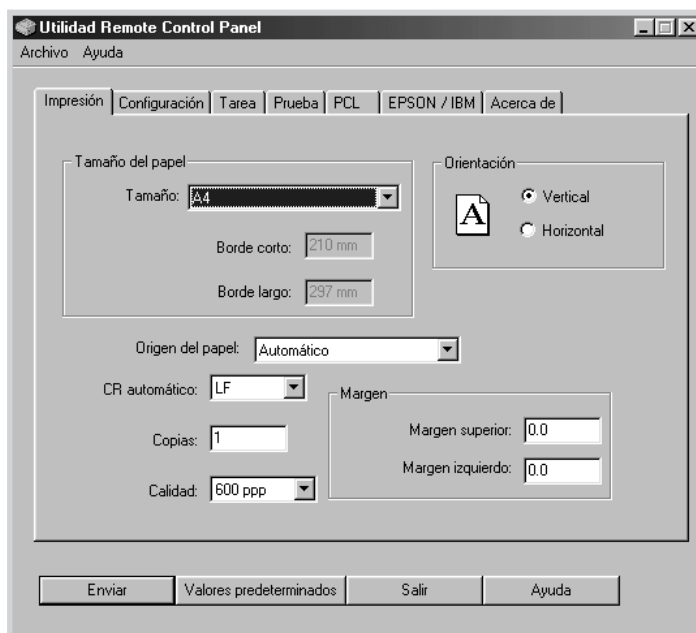 Utilidad Remote Control Panel
Archivo Ayuda
Impresión Configuración Tarea Prueba PCL EPSON / IBM Acerca de
Tamaño del papel
Tamaño: A4
Borde corto: 210 mm
Borde largo: 297 mm
Orientación
A
Vertical
Horizontal
Origen del papel: Automático
CR automático: LF
Copias: 1
Calidad: 600 ppp
Margen
Margen superior: 0.0
Margen izquierdo: 0.0
Enviar Valores predeterminados Salir Ayuda